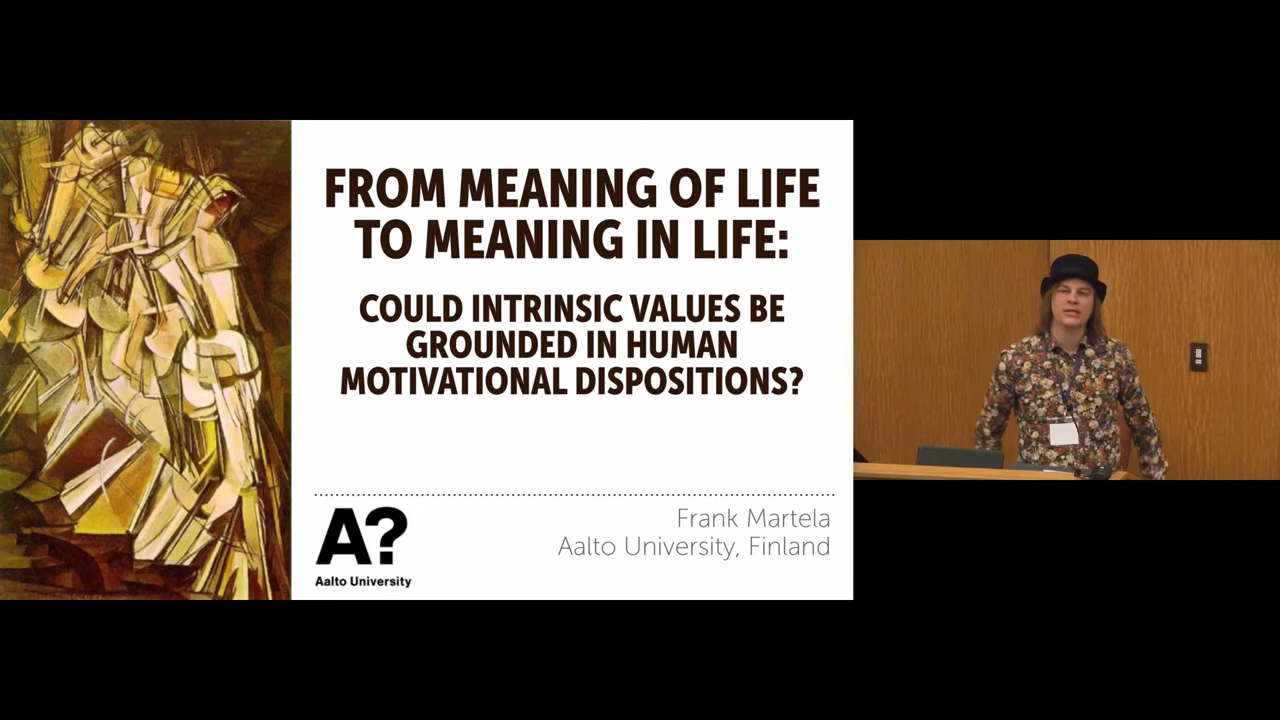 FROM MEANING OF LIFE
TO MEANING IN LIFE:
COULD INTRINSIC VALUES BE
GROUNDED IN HUMAN
MOTIVATIONAL DISPOSITIONS?
A?
Aalto University
Frank Martela
Aalto University, Finland